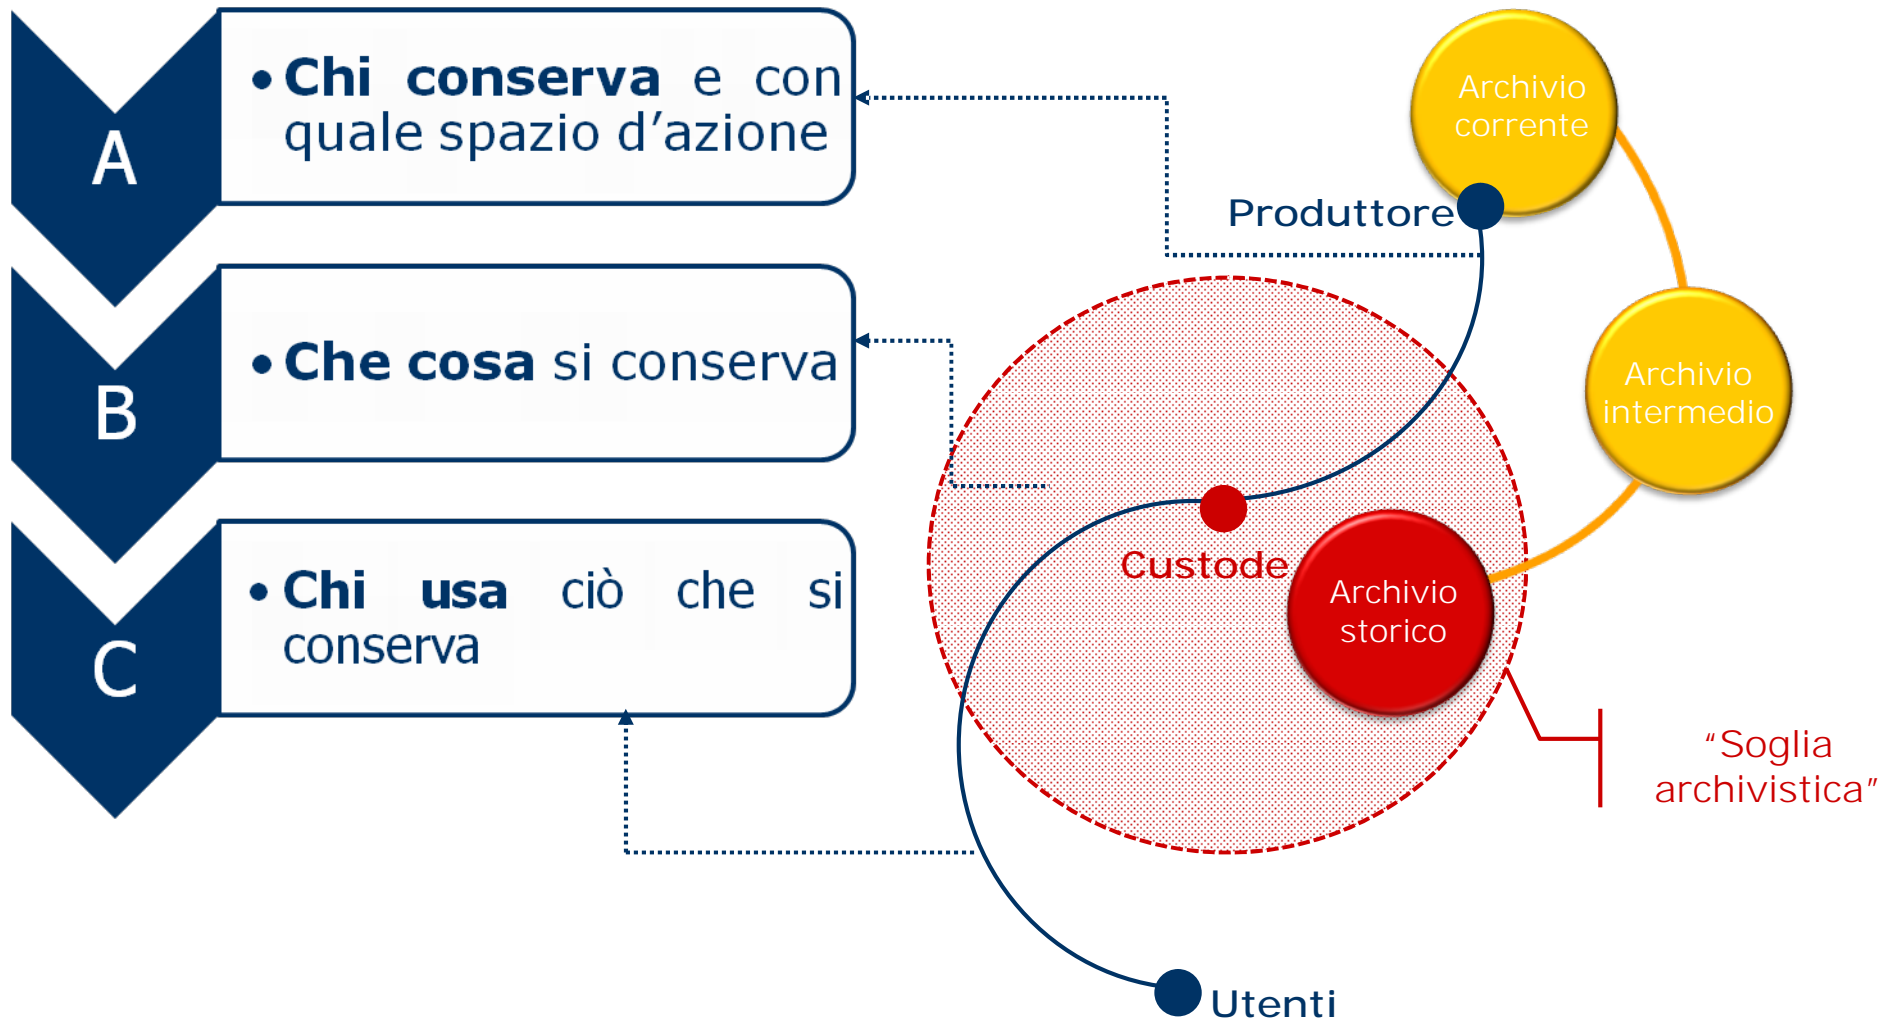 A
• Chi conserva e con
quale spazio d’azione
B
• Che cosa si conserva
C
• Chi usa ciò che si
conserva
Archivio
corrente
Produttore
Archivio
intermedio
Custode
Archivio
storico
“Soglia
archivistica”
Utenti